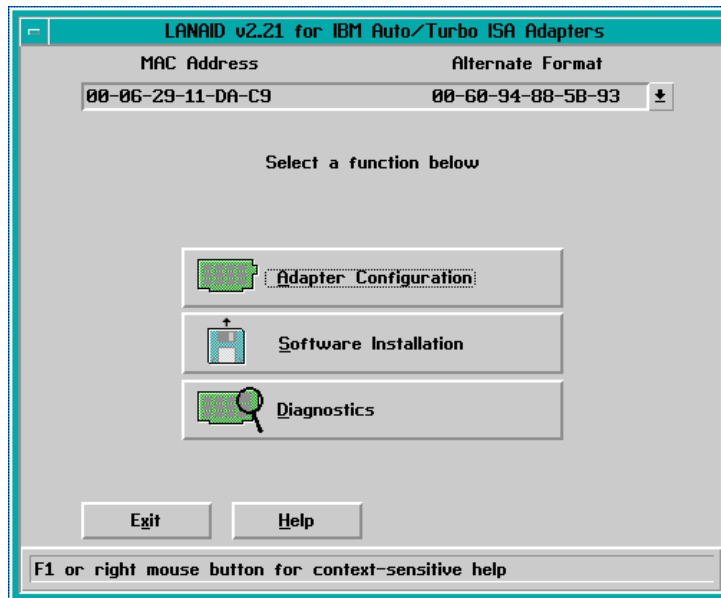 LANAID v2.21 for IBM Auto/Turbo ISA Adapters
MAC Address Alternate Format
00-06-29-11-DA-C9 00-60-94-88-5B-93
Select a function below
Adapter Configuration
Software Installation
Diagnostics
Exit Help
F1 or right mouse button for context-sensitive help